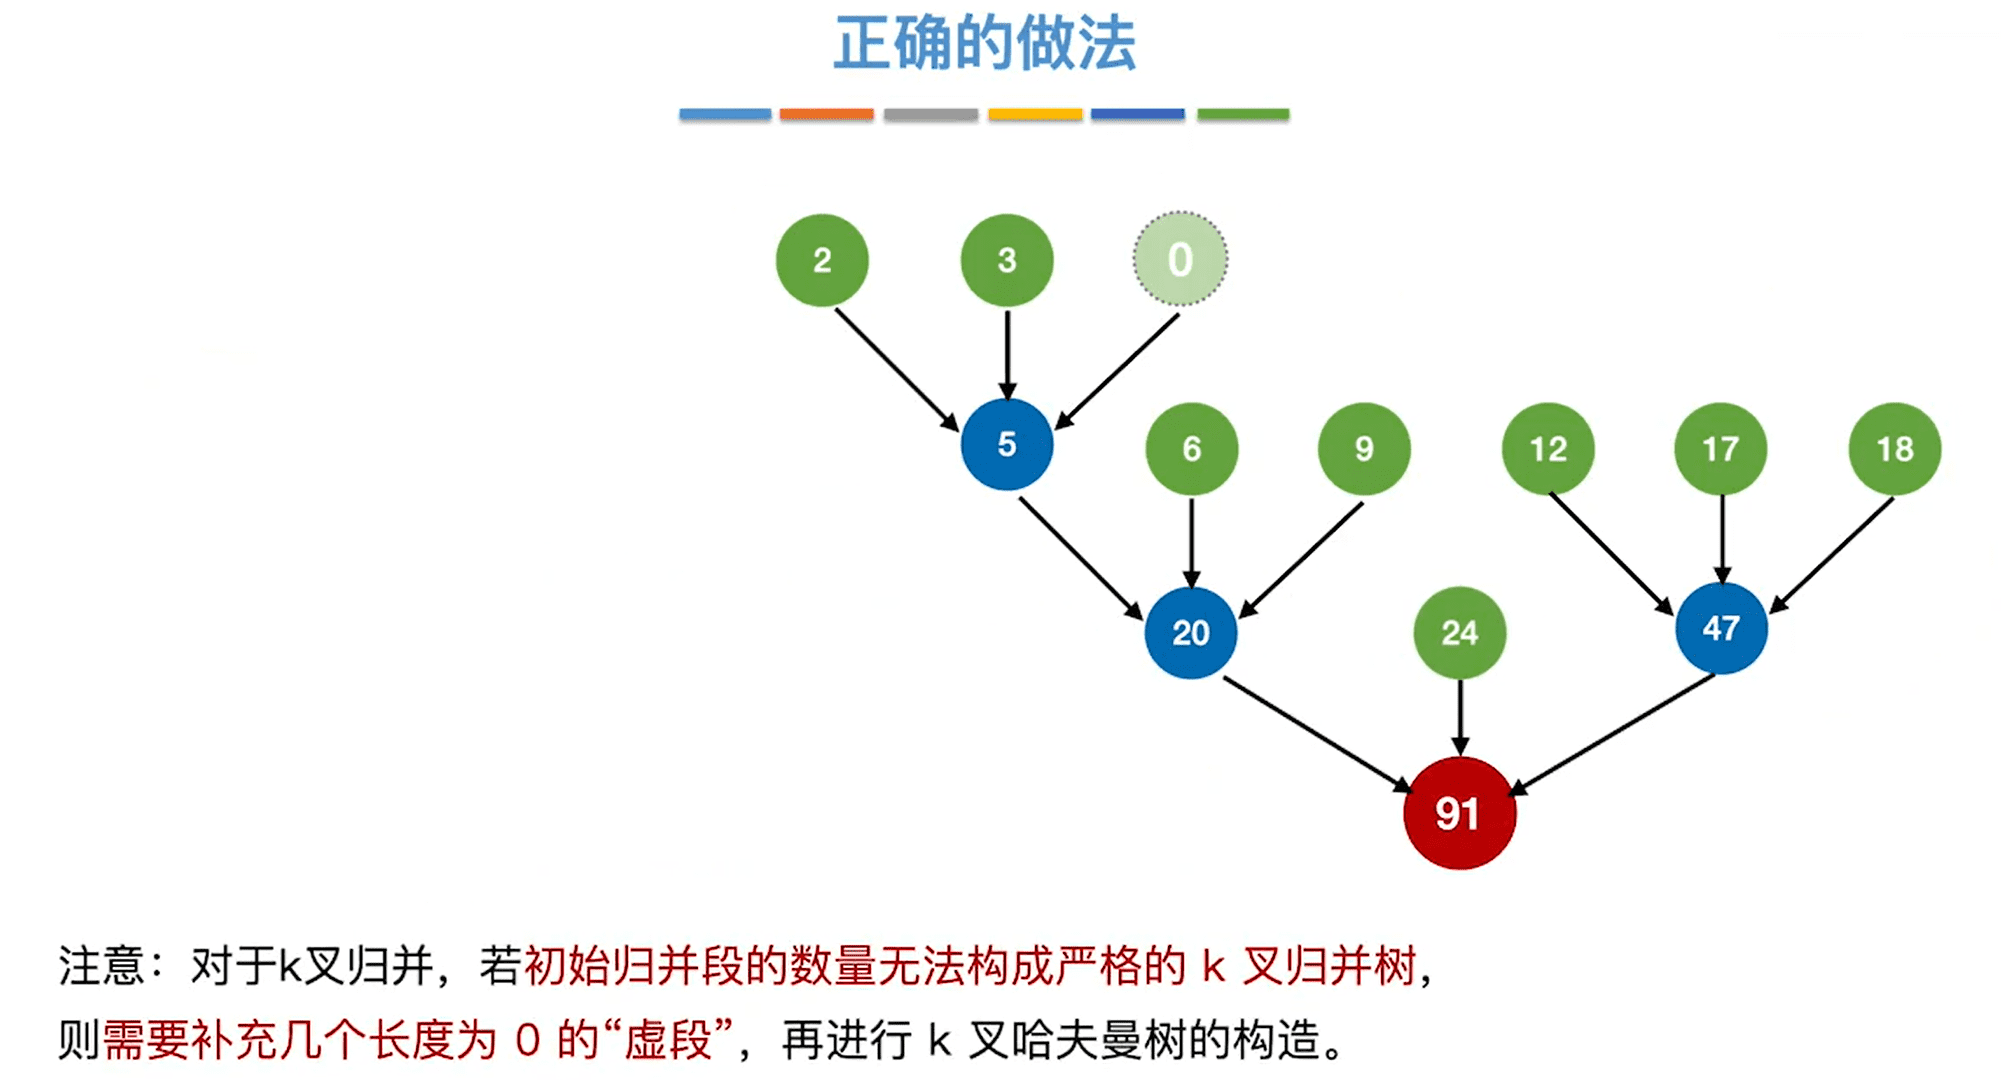 正确的做法
2 3 0
5 6 9 12 17 18
20 24 47
91
注意：对于k叉归并，若初始归并段的数量无法构成严格的 k 叉归并树，
则需要补充几个长度为 0 的“虚段”，再进行 k 叉哈夫曼树的构造。